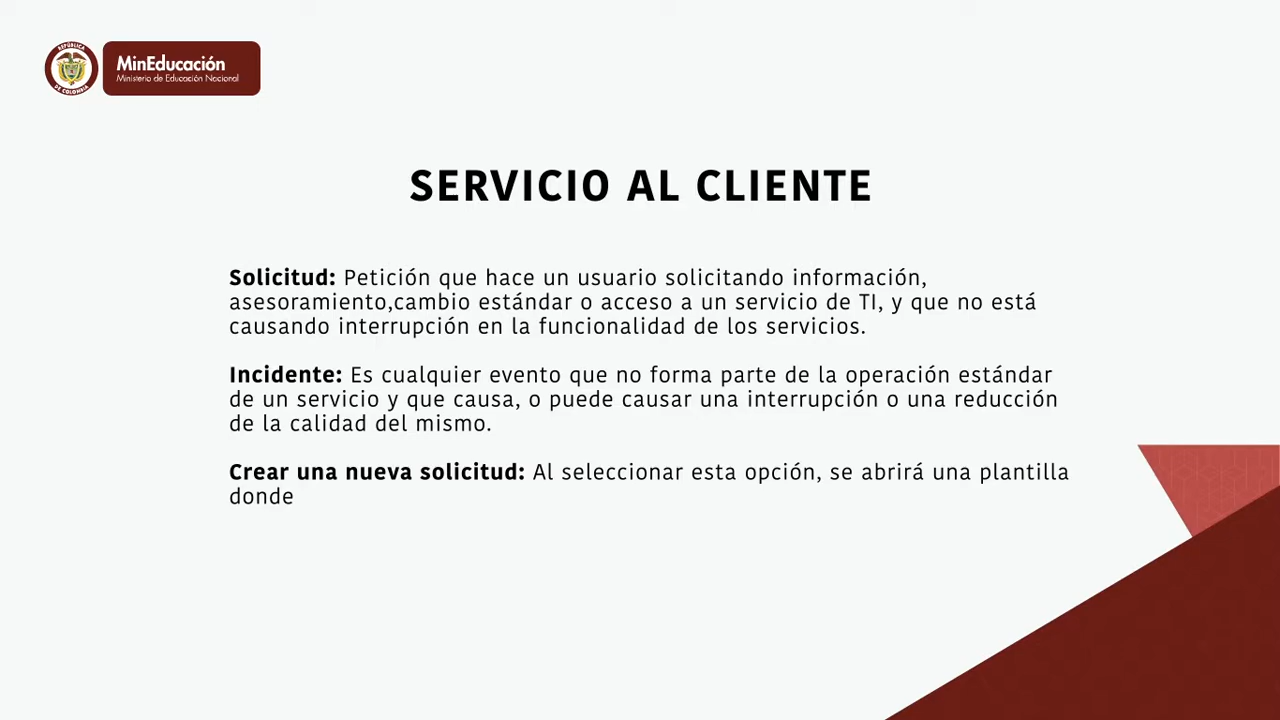 REPÚBLICA
DE COLOMBIA
MinEducación
Ministerio de Educación Nacional
SERVICIO AL CLIENTE
Solicitud: Petición que hace un usuario solicitando información,
asesoramiento,cambio estándar o acceso a un servicio de TI, y que no está
causando interrupción en la funcionalidad de los servicios.
Incidente: Es cualquier evento que no forma parte de la operación estándar
de un servicio y que causa, o puede causar una interrupción o una reducción
de la calidad del mismo.
Crear una nueva solicitud: Al seleccionar esta opción, se abrirá una plantilla
donde